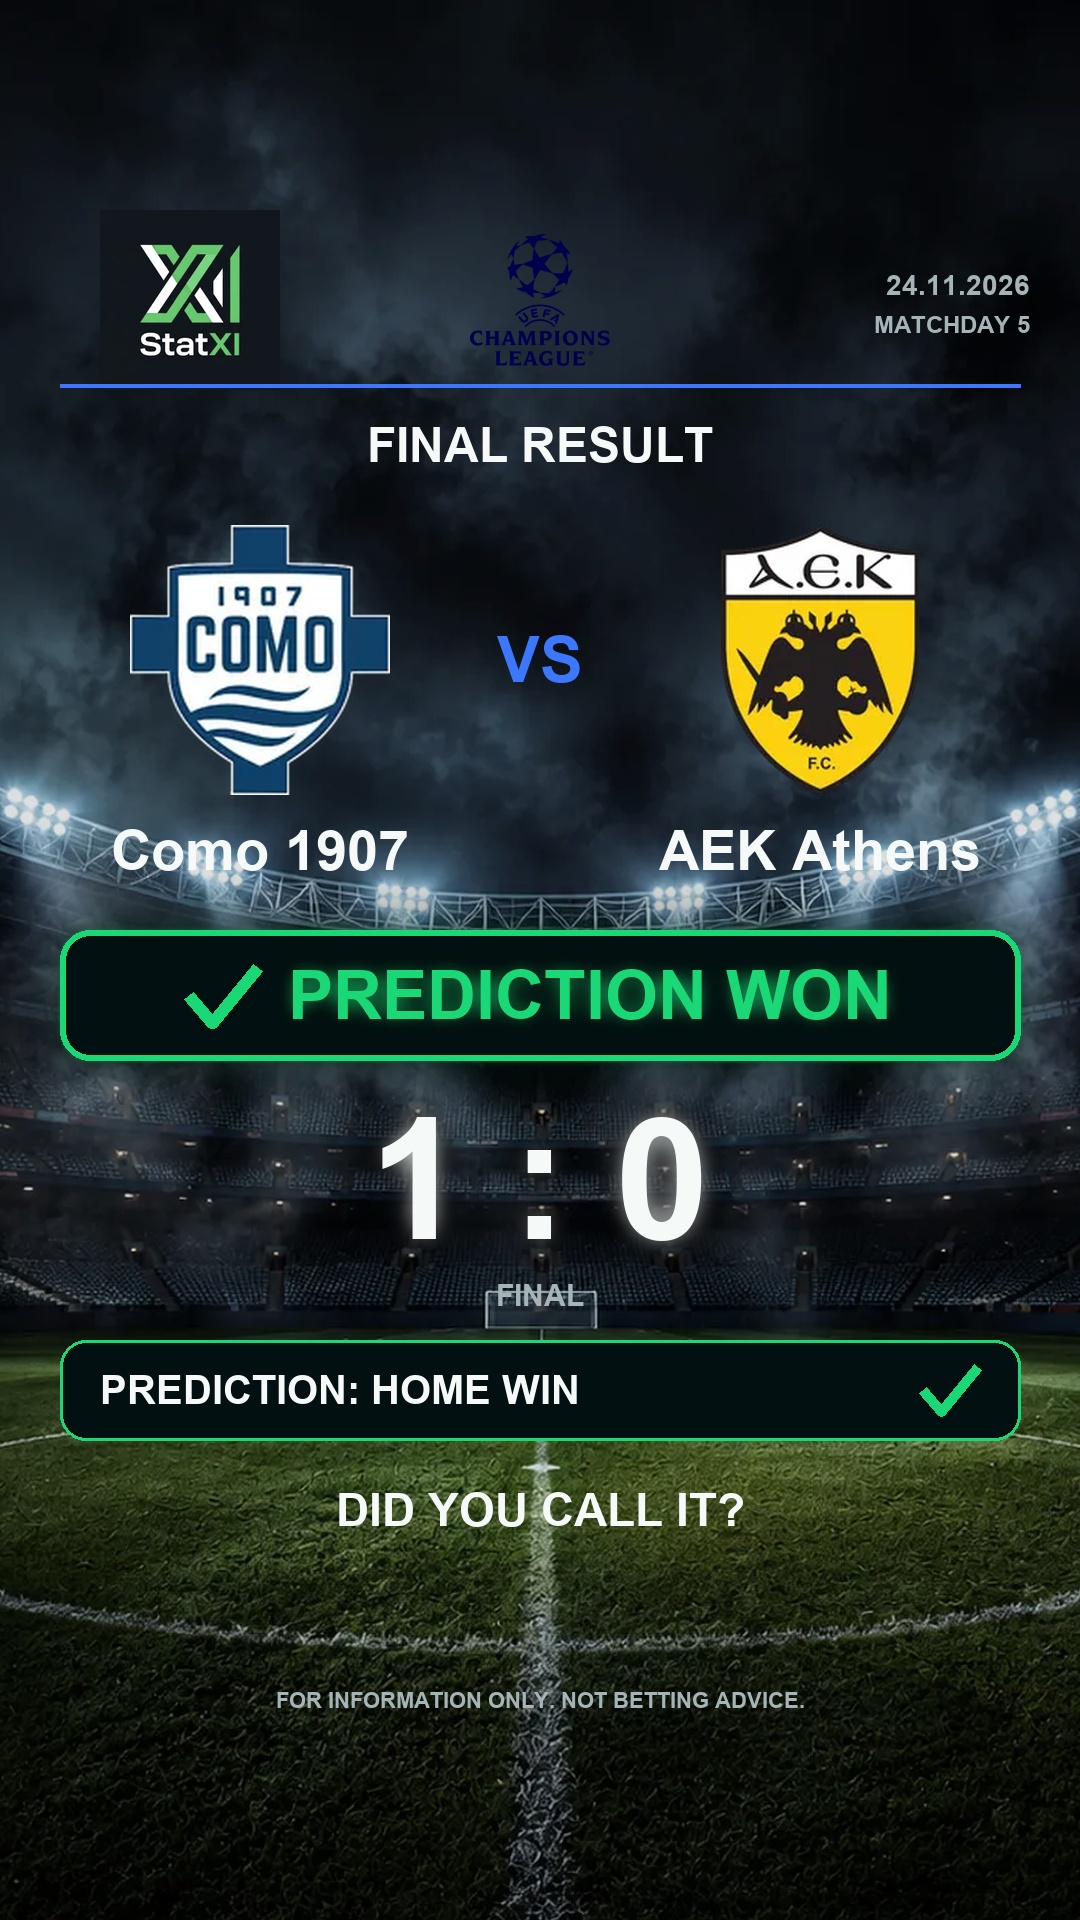 StatXI
UEFA
CHAMPIONS
LEAGUE
24.11.2026
MATCHDAY 5
FINAL RESULT
1907
COMO
VS
A.E.K
F.C.
Como 1907
AEK Athens
PREDICTION WON
1 : 0
FINAL
PREDICTION: HOME WIN
DID YOU CALL IT?
FOR INFORMATION ONLY. NOT BETTING ADVICE.